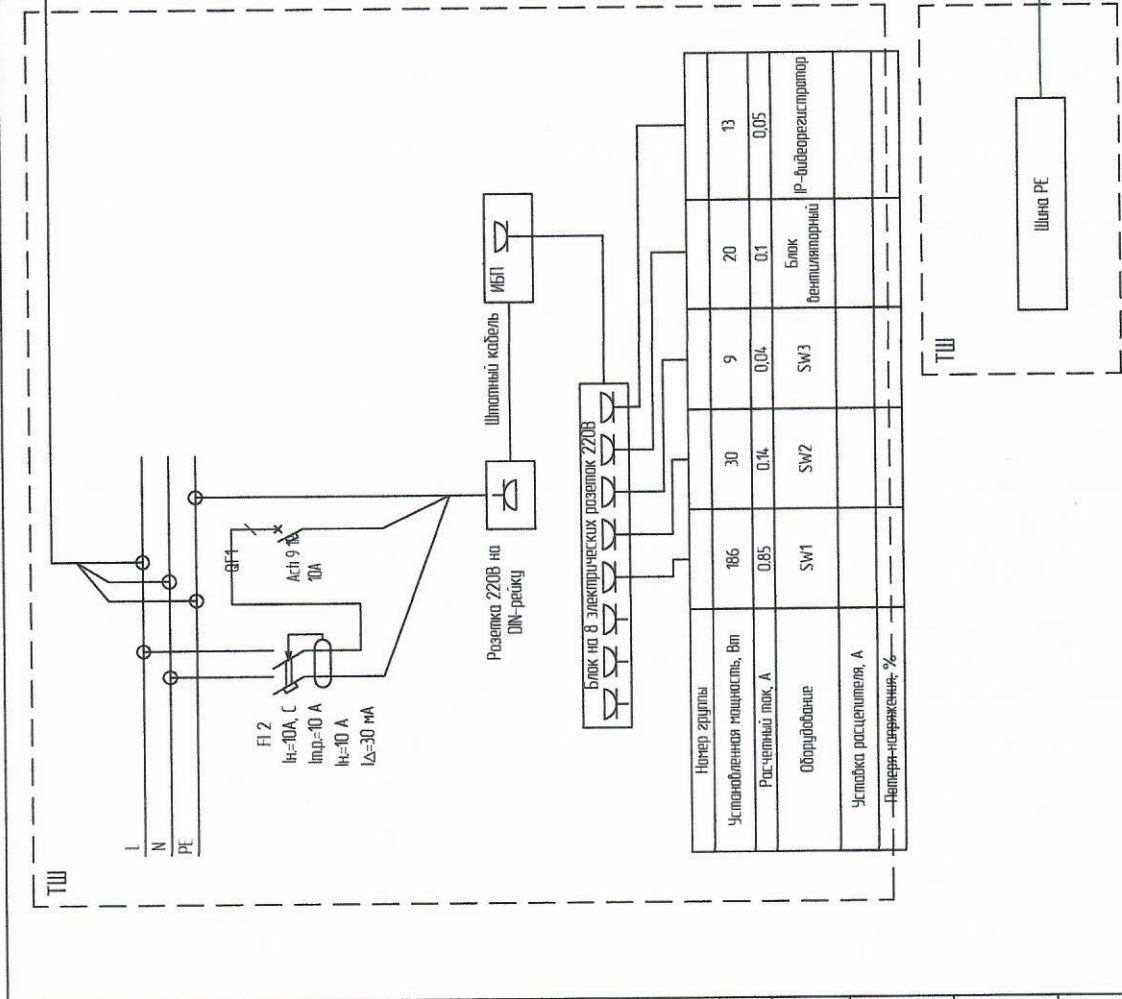 ТШ
L
N
PE
FI 2
Iн.=10А, С
Iт.р.=10 А
Iн.=10 А
IΔ=30 мА
QF1
Acti 9
10А
Розетка 220В на
DIN-рейку
Штатный кабель
ИБП
Блок на 8 электрических розеток 220В
Номер группы
Установленная мощность, Вт 186 30 9 20 13
Расчетный ток, А 0.85 0.14 0,04 0.1 0,05
Оборудование SW1 SW2 SW3 Блок вентиляторный IP-видеорегистратор
Уставка расцепителя, А
Потеря напряжения, %
ТШ
Шина PE